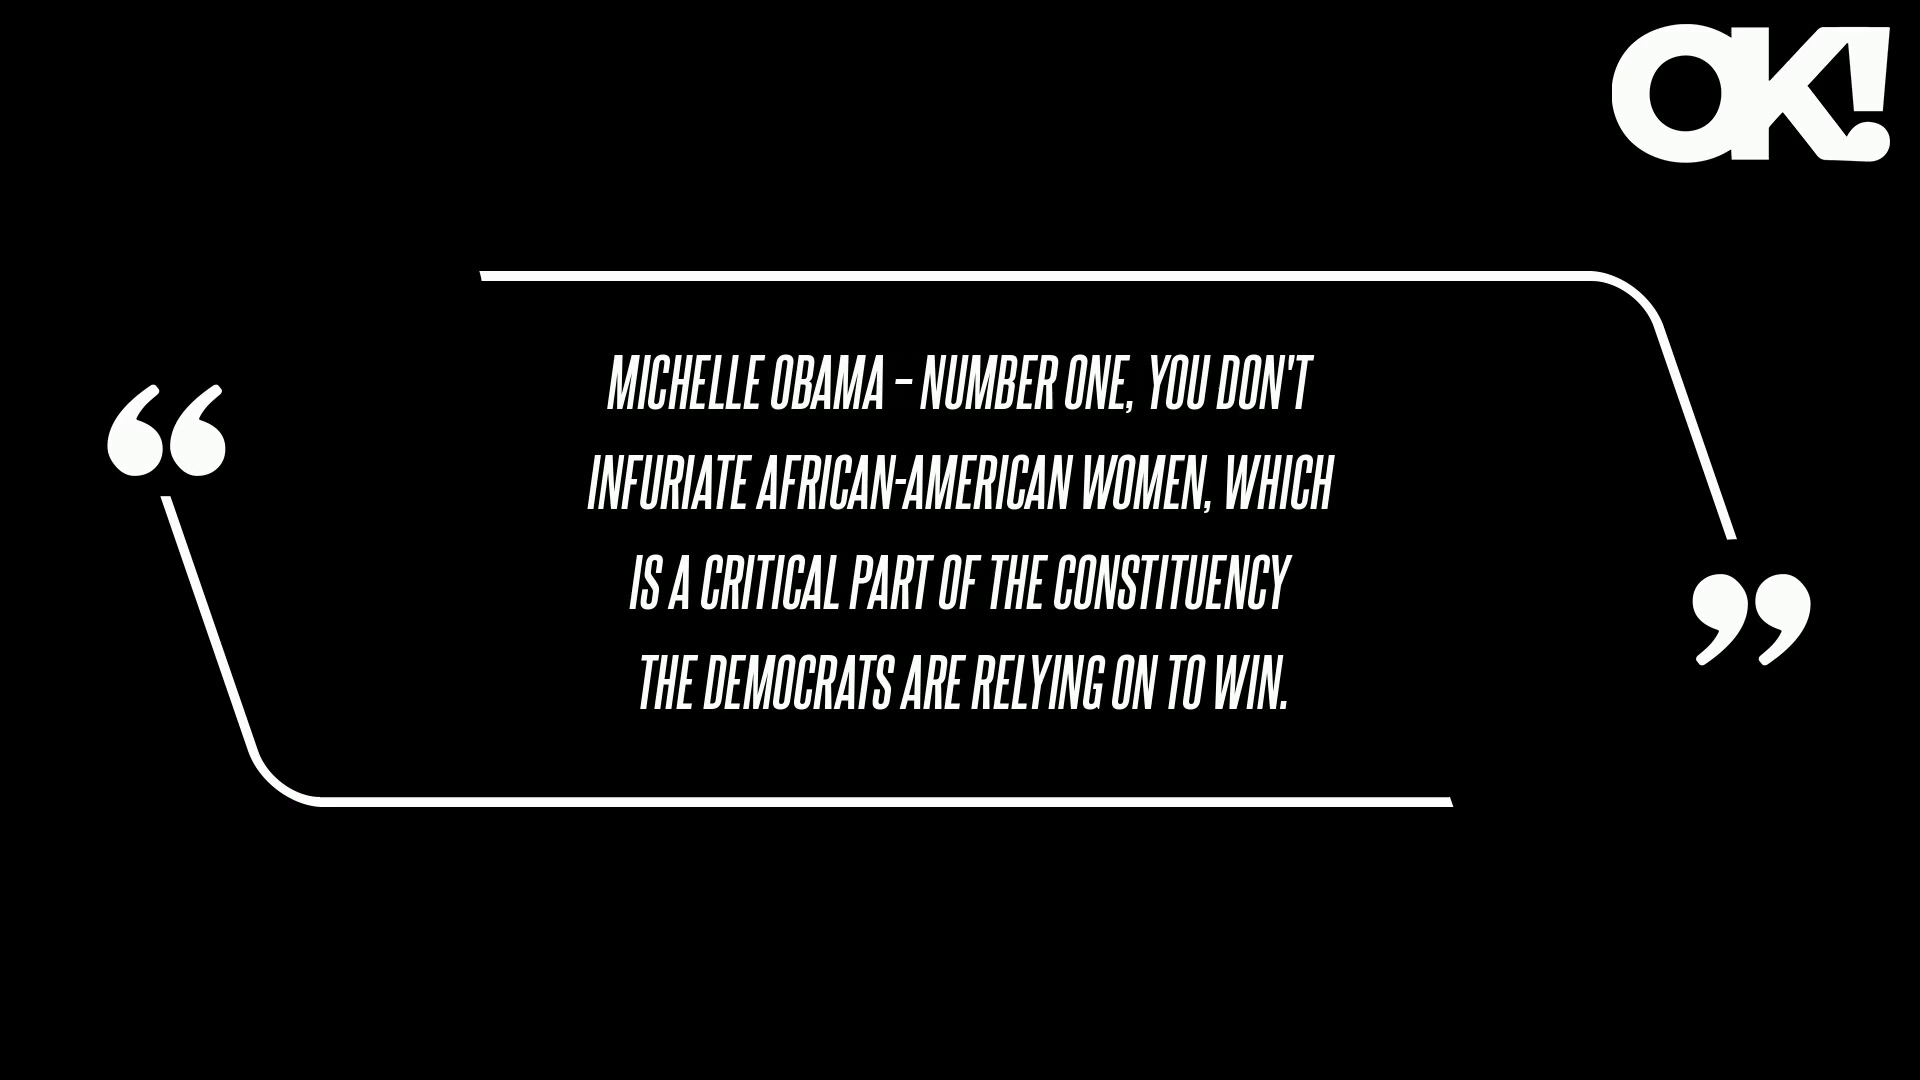 OK!
MICHELLE OBAMA – NUMBER ONE, YOU DON'T
INFURIATE AFRICAN-AMERICAN WOMEN, WHICH
IS A CRITICAL PART OF THE CONSTITUENCY
THE DEMOCRATS ARE RELYING ON TO WIN.